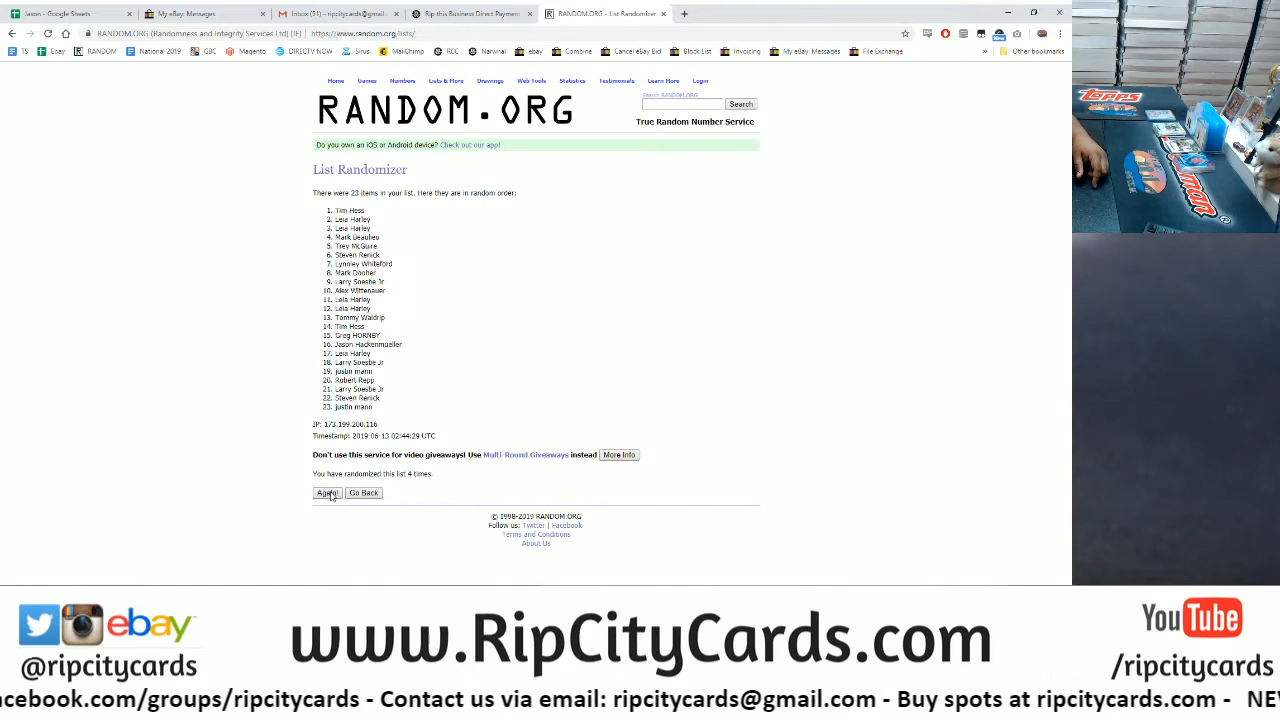 Jason - Google Sheets
My eBay: Messages
Inbox (51) - ripcitycards@gmail.
Rip this Business Direct Payment
RANDOM.ORG - List Randomizer
RANDOM.ORG (Randomness and Integrity Services Ltd) [IE] | https://www.random.org/lists/
TS
Ebay
RANDOM
National 2019
GBC
Magento
DIRECTV NOW
Sirus
MailChimp
RCC
Narwhal
ebay
Combine
Cancel eBay Bid
Block List
Invoicing
My eBay: Messages
File Exchange
Other bookmarks
Home Games Numbers Lists & More Drawings Web Tools Statistics Testimonials Learn More Login
RANDOM.ORG
Search RANDOM.ORG
Search
True Random Number Service
Do you own an iOS or Android device? Check out our app!
List Randomizer
There were 23 items in your list. Here they are in random order:
1. Tim Hess
2. Leia Harley
3. Leia Harley
4. Mark Beaulieu
5. Trey McGuire
6. Steven Renick
7. Lynnley Whiteford
8. Mark Dooher
9. Larry Soesbe Jr
10. Alex Wittenauer
11. Leia Harley
12. Leia Harley
13. Tommy Waldrip
14. Tim Hess
15. Greg HORNBY
16. Jason Hackenmueller
17. Leia Harley
18. Larry Soesbe Jr
19. justin mann
20. Robert Repp
21. Larry Soesbe Jr
22. Steven Renick
23. justin mann
IP: 173.199.200.116
Timestamp: 2019-06-13 02:44:29 UTC
Don't use this service for video giveaways! Use Multi-Round Giveaways instead More Info
You have randomized this list 4 times.
Again! Go Back
© 1998-2019 RANDOM.ORG
Follow us: Twitter | Facebook
Terms and Conditions
About Us
Topps
ebay
@ripcitycards
www.RipCityCards.com
YouTube
/ripcitycards
acebook.com/groups/ripcitycards - Contact us via email: ripcitycards@gmail.com - Buy spots at ripcitycards.com - NE